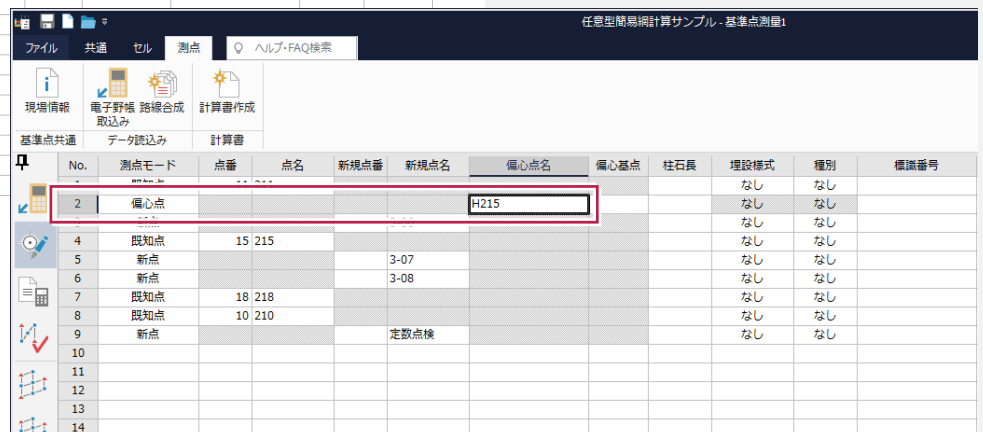 任意型簡易網計算サンプル - 基準点測量1
ファイル 共通 セル 測点 ヘルプ・FAQ検索
現場情報 電子野帳取込み 路線合成 計算書作成
基準点共通 データ読込み 計算書
No. 測点モード 点番 点名 新規点番 新規点名 偏心点名 偏心基点 柱石長 埋設様式 種別 標識番号
1 既知点 11 211 なし なし
2 偏心点 H215 なし なし
3 新点 なし なし
4 既知点 15 215 なし なし
5 新点 3-07 なし なし
6 新点 3-08 なし なし
7 既知点 18 218 なし なし
8 既知点 10 210 なし なし
9 新点 定数点検 なし なし
10
11
12
13
14